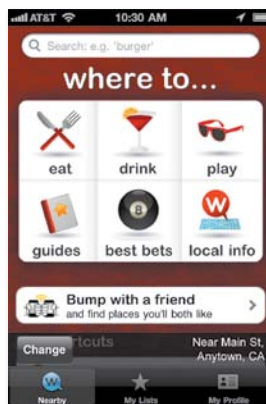 AT&T 10:30 AM
Search: e.g. 'burger'
where to...
eat drink play
8
W
guides best bets local info
Bump with a friend
and find places you'll both like
Change
Near Main St,
Anytown, CA
W
Nearby My Lists My Profile